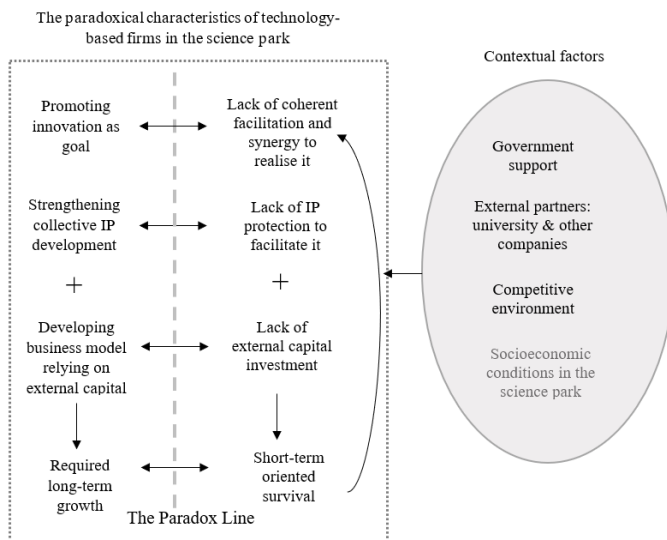 The paradoxical characteristics of technology-
based firms in the science park
Promoting
innovation as
goal
Lack of coherent
facilitation and
synergy to
realise it
Strengthening
collective IP
development
Lack of IP
protection to
facilitate it
+
+
Developing
business model
relying on
external capital
Lack of
external capital
investment
Required
long-term
growth
Short-term
oriented
survival
The Paradox Line
Contextual factors
Government
support
External partners:
university & other
companies
Competitive
environment
Socioeconomic
conditions in the
science park